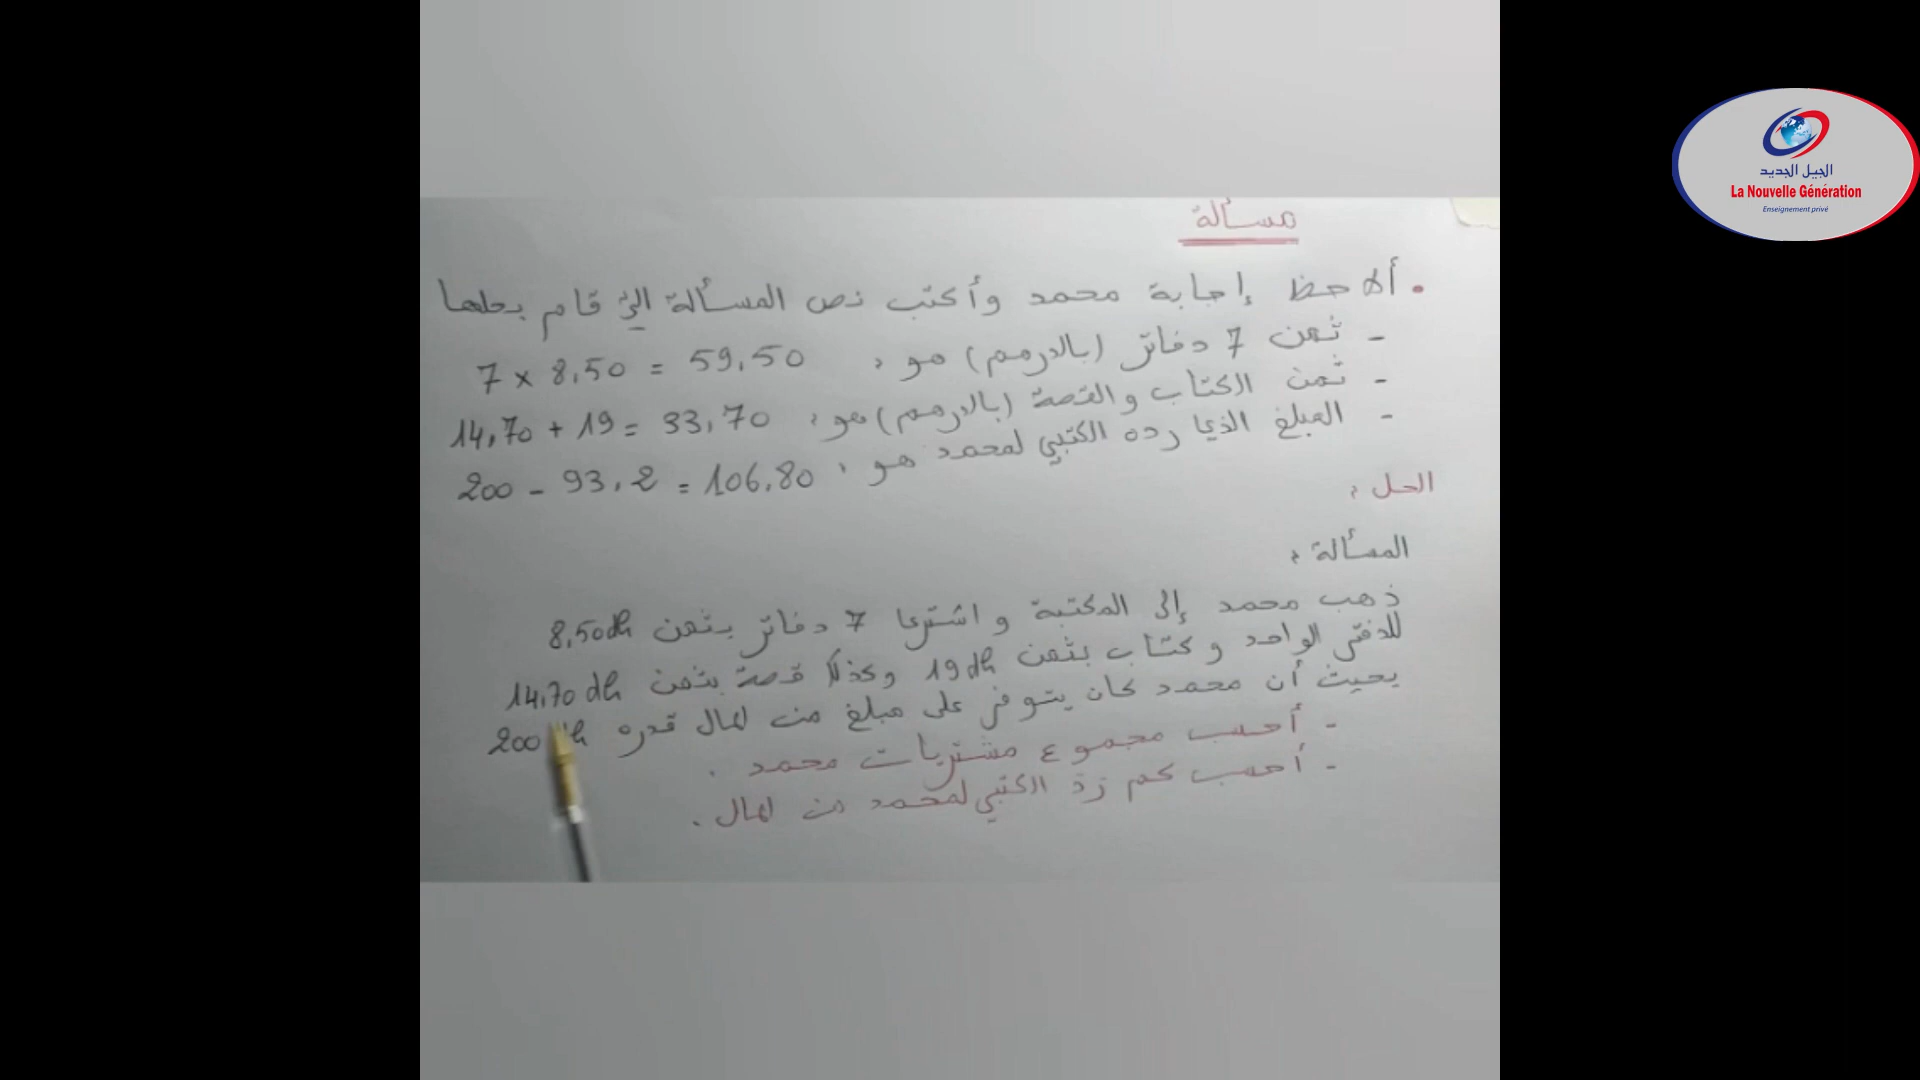 مسألة
. ألاحظ إجابة محمد وأكتب نص المسألة التي قام بحلها
- ثمن 7 دفاتر (بالدرهم) هو : 7 x 8,50 = 59,50
- ثمن الكتاب والقصة (بالدرهم) هو : 14,70 + 19 = 33,70
- المبلغ الذي رده الكتبي لمحمد هو : 200 - 93,2 = 106,80
الحل :
المسألة :
ذهب محمد إلى المكتبة واشترى 7 دفاتر بثمن 8,50dh
للدفتر الواحد وكتاب بثمن 19dh وكذلك قصة بثمن 14,70 dh
بحيث أن محمد كان يتوفر على مبلغ من المال قدره 200 dh
- أحسب مجموع مشتريات محمد .
- أحسب كم رد الكتبي لمحمد من المال .
الجيل الجديد
La Nouvelle Génération
Enseignement privé